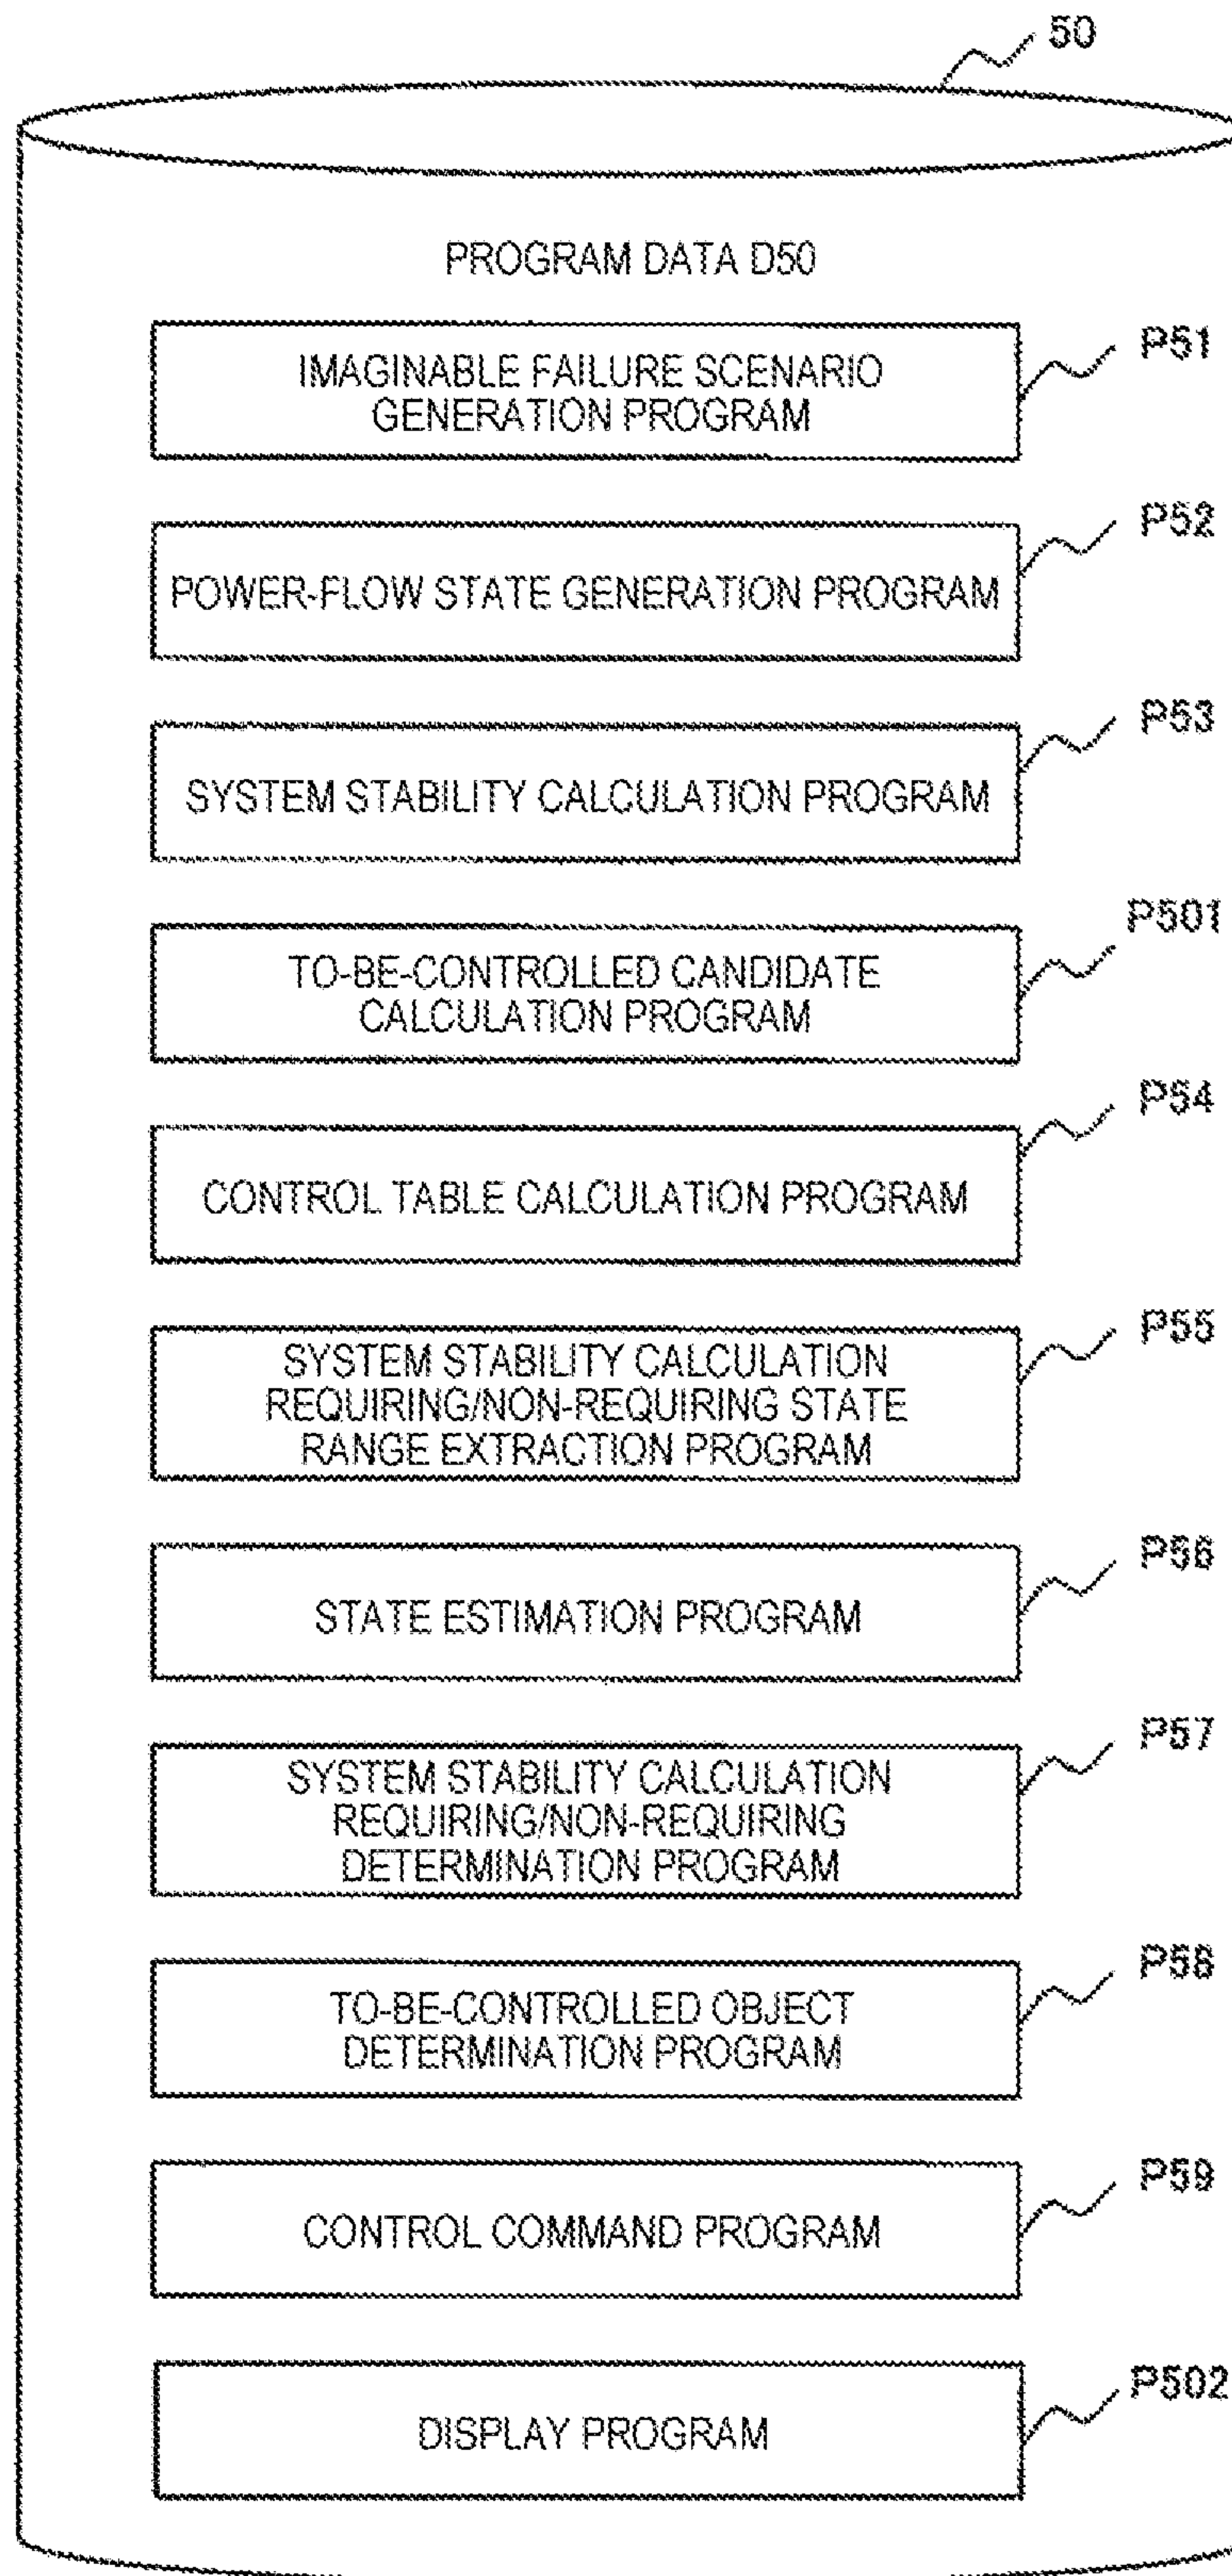 50
PROGRAM DATA D50
IMAGINABLE FAILURE SCENARIO
GENERATION PROGRAM
P51
POWER-FLOW STATE GENERATION PROGRAM
P52
SYSTEM STABILITY CALCULATION PROGRAM
P53
TO-BE-CONTROLLED CANDIDATE
CALCULATION PROGRAM
P501
CONTROL TABLE CALCULATION PROGRAM
P54
SYSTEM STABILITY CALCULATION
REQUIRING/NON-REQUIRING STATE
RANGE EXTRACTION PROGRAM
P55
STATE ESTIMATION PROGRAM
P56
SYSTEM STABILITY CALCULATION
REQUIRING/NON-REQUIRING
DETERMINATION PROGRAM
P57
TO-BE-CONTROLLED OBJECT
DETERMINATION PROGRAM
P58
CONTROL COMMAND PROGRAM
P59
DISPLAY PROGRAM
P502